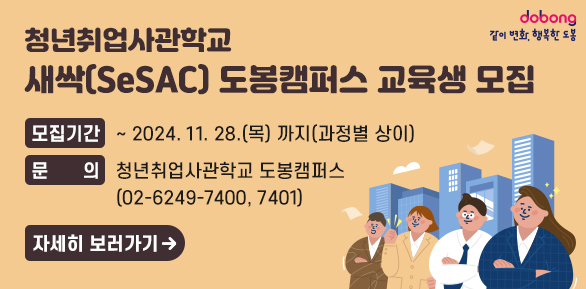 dobong
같이 변화, 행복한 도봉
청년취업사관학교
새싹(SeSAC) 도봉캠퍼스 교육생 모집
모집기간 ~ 2024. 11. 28.(목) 까지(과정별 상이)
문 의 청년취업사관학교 도봉캠퍼스
(02-6249-7400, 7401)
자세히 보러가기→